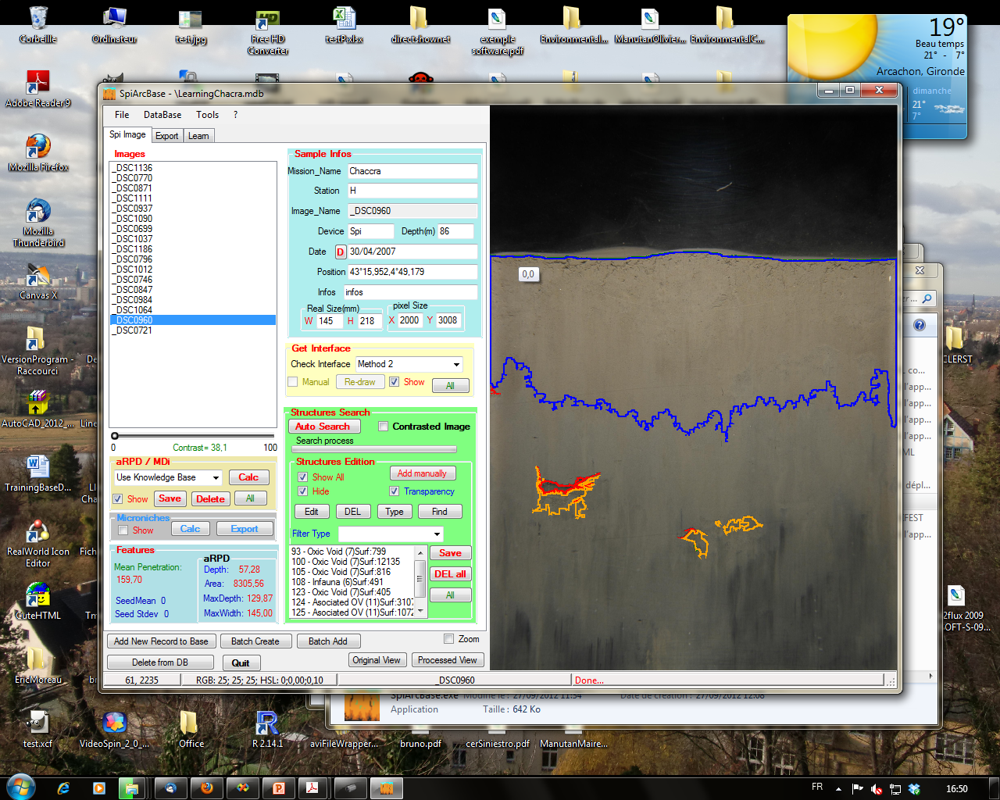 Corbeille
Ordinateur
test.jpg
Free HD
Converter
testPix.lsx
directshownet
exemple
software.pdf
Environmental...
ManutanOlivier...
EnvironmentalC...
19°
Beau temps
21° - 7°
Arcachon, Gironde
dimanche
21°
7°
Adobe Reader 9
Mozilla Firefox
Mozilla
Thunderbird
Canvas X
VersionProgram -
Raccourci
De
AutoCAD_2012_...
Line
TrainingBaseD...
LI
Cha
RealWorld Icon
Editor
Fich
CuteHTML
Tm
EricMoreau
br
SpiArcBase - \LearningChacra.mdb
File DataBase Tools ?
Spi Image Export Learn
Images
_DSC1136
_DSC0770
_DSC0871
_DSC1111
_DSC0937
_DSC1090
_DSC0699
_DSC1037
_DSC1186
_DSC0796
_DSC1012
_DSC0746
_DSC0847
_DSC0984
_DSC1064
_DSC0960
_DSC0721
0 Contrast= 38,1 100
aRPD / MDi
Use Knowledge Base Calc
Show Save Delete All
Microniches
Show Calc Export
Features
Mean Penetration:
159,70
SeedMean 0
Seed Stdev 0
aRPD
Depth: 57,28
Area: 8305,56
MaxDepth: 129,87
MaxWidth: 145,00
Sample Infos
Mission_Name Chaccra
Station H
Image_Name _DSC0960
Device Spi Depth(m) 86
Date D 30/04/2007
Position 43°15,952,4°49,179
Infos infos
Real Size(mm) pixel Size
W 145 H 218 X 2000 Y 3008
Get Interface
Check Interface Method 2
Manual Re-draw Show All
Structures Search
Auto Search Contrasted Image
Search process
Structures Edition
Show All Add manually
Hide Transparency
Edit DEL Type Find
Filter Type
93 - Oxic Void (7)Surf:799
100 - Oxic Void (7)Surf:12135
105 - Oxic Void (7)Surf:816
108 - Infauna (6)Surf:491
123 - Oxic Void (7)Surf:405
124 - Asociated OV (11)Surf:3107
125 - Asociated OV (11)Surf:1072
Save
DEL all
All
Add New Record to Base Batch Create Batch Add Zoom
Delete from DB Quit Original View Processed View
61, 2235 RGB: 25; 25; 25; HSL: 0;0,00;0,10 _DSC0960 Done...
0,0
er ...
co...
l'app...
l'app...
l'app...
l'app...
ML
dépl...
FEST
l'app...
CLERST
2flux 2009
OFT-S-09...
SpiArcBase.exe Modifié le : 27/09/2012 11:54 Date de création : 27/09/2012 12:08
Application Taille : 642 Ko
test.xcf
VideoSpin_2_0_...
Office
R 2.14.1
aviFileWrapper...
bruno.pdf
cerSiniestro.pdf
ManutanMaire...
FR
16:50